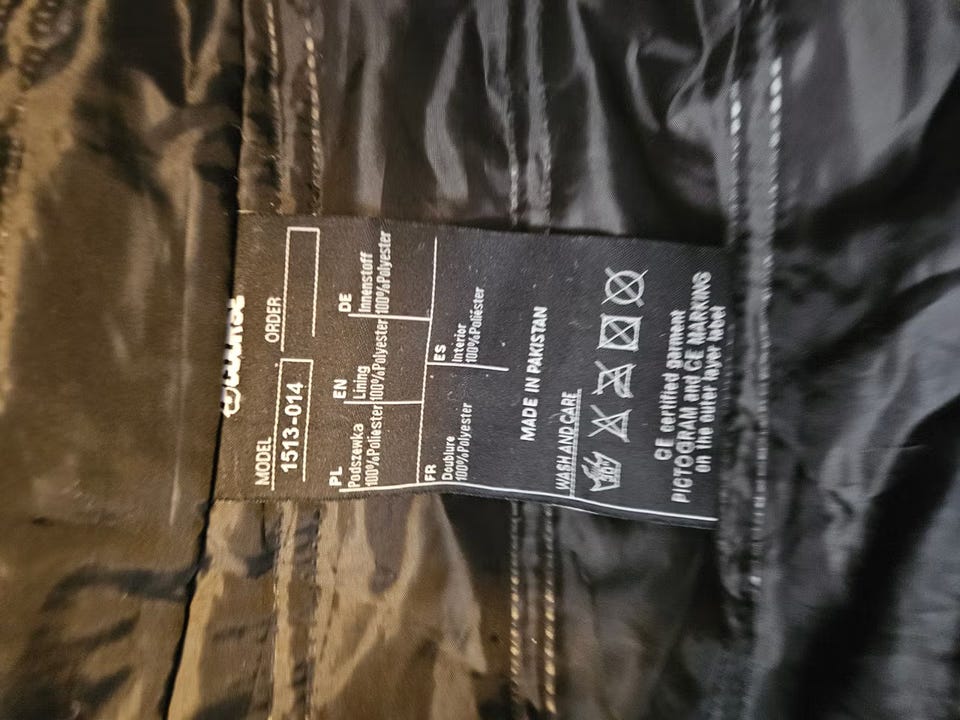 COURSE
MODEL ORDER
1513-014
PL EN DE
Podszewka Lining Innenstoff
100%Poliester 100%Polyester 100%Polyester
FR ES
Doublure Interior
100%Polyester 100%Poliéster
MADE IN PAKISTAN
WASH AND CARE
CE certified garment
PICTOGRAM and CE MARKING
on the outer layer label